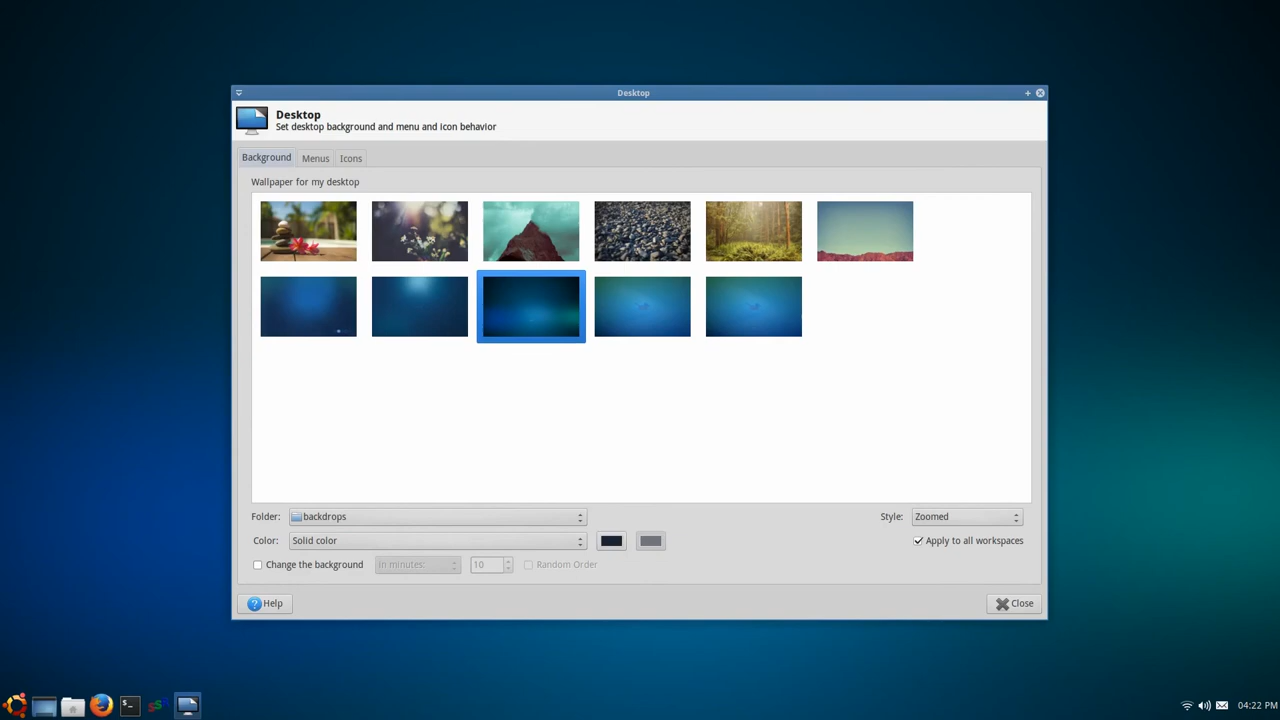 Desktop
Desktop
Set desktop background and menu and icon behavior
Background Menus Icons
Wallpaper for my desktop
Folder: backdrops Style: Zoomed
Color: Solid color Apply to all workspaces
Change the background in minutes: 10 Random Order
Help Close
04:22 PM